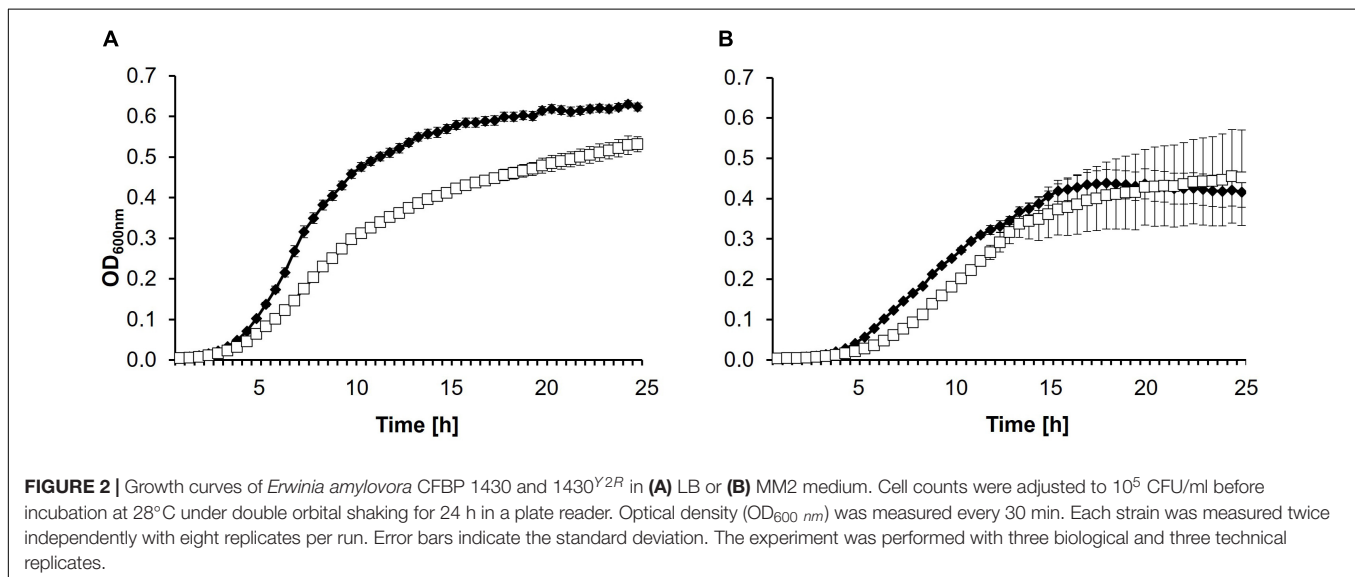 A
B
0.7
0.6
0.5
0.4
0.3
0.2
0.1
0.0
OD600nm
5 10 15 20 25
Time [h]
0.7
0.6
0.5
0.4
0.3
0.2
0.1
0.0
5 10 15 20 25
Time [h]
FIGURE 2 | Growth curves of Erwinia amylovora CFBP 1430 and 1430Y2R in (A) LB or (B) MM2 medium. Cell counts were adjusted to 10⁵ CFU/ml before
incubation at 28°C under double orbital shaking for 24 h in a plate reader. Optical density (OD600 nm) was measured every 30 min. Each strain was measured twice
independently with eight replicates per run. Error bars indicate the standard deviation. The experiment was performed with three biological and three technical
replicates.